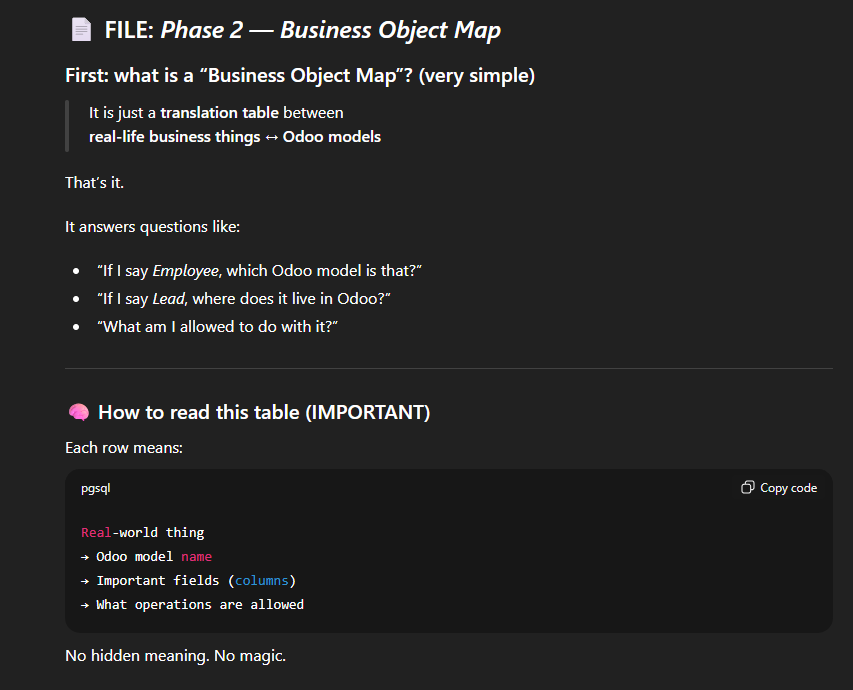 📄 FILE: Phase 2 — Business Object Map
First: what is a “Business Object Map”? (very simple)
It is just a translation table between
real-life business things ↔ Odoo models
That’s it.
It answers questions like:
• “If I say Employee, which Odoo model is that?”
• “If I say Lead, where does it live in Odoo?”
• “What am I allowed to do with it?”
🧠 How to read this table (IMPORTANT)
Each row means:
pgsql Copy code
Real-world thing
→ Odoo model name
→ Important fields (columns)
→ What operations are allowed
No hidden meaning. No magic.